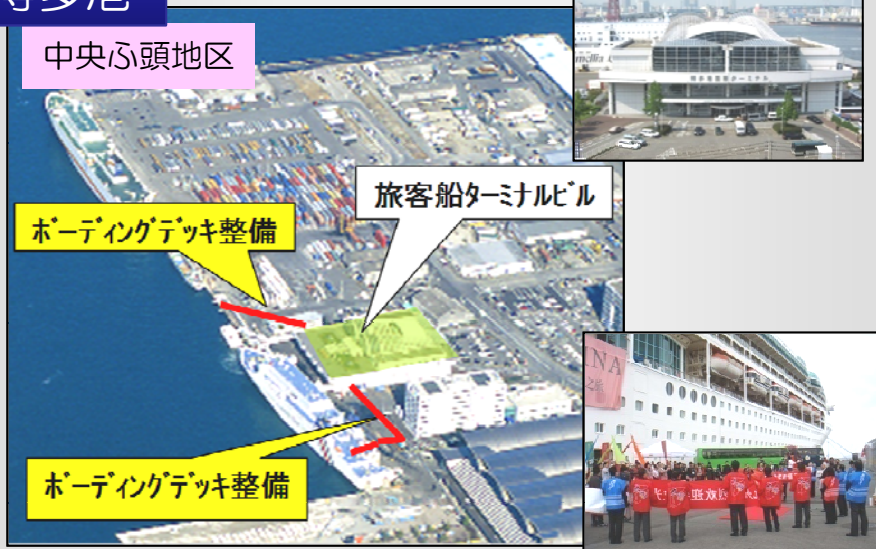 中央ふ頭地区
旅客船ターミナルビル
ボーディングデッキ整備
ボーディングデッキ整備